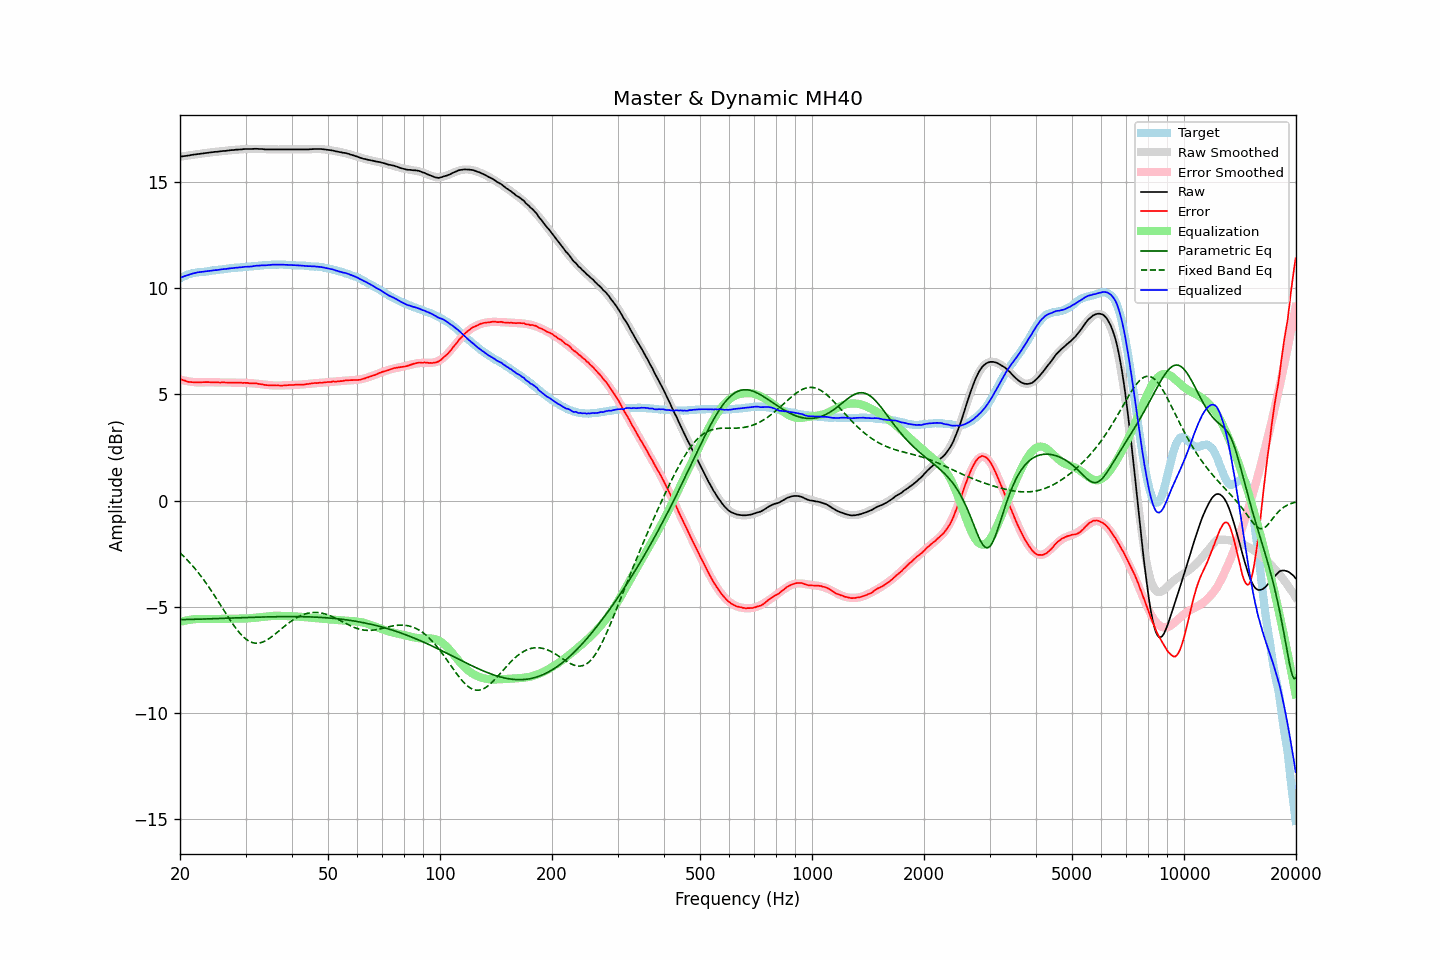 Master & Dynamic MH40
Target
Raw Smoothed
Error Smoothed
Raw
Error
Equalization
Parametric Eq
Fixed Band Eq
Equalized
Amplitude (dBr)
15
10
5
0
−5
−10
−15
20
50
100
200
500
1000
2000
5000
10000
20000
Frequency (Hz)